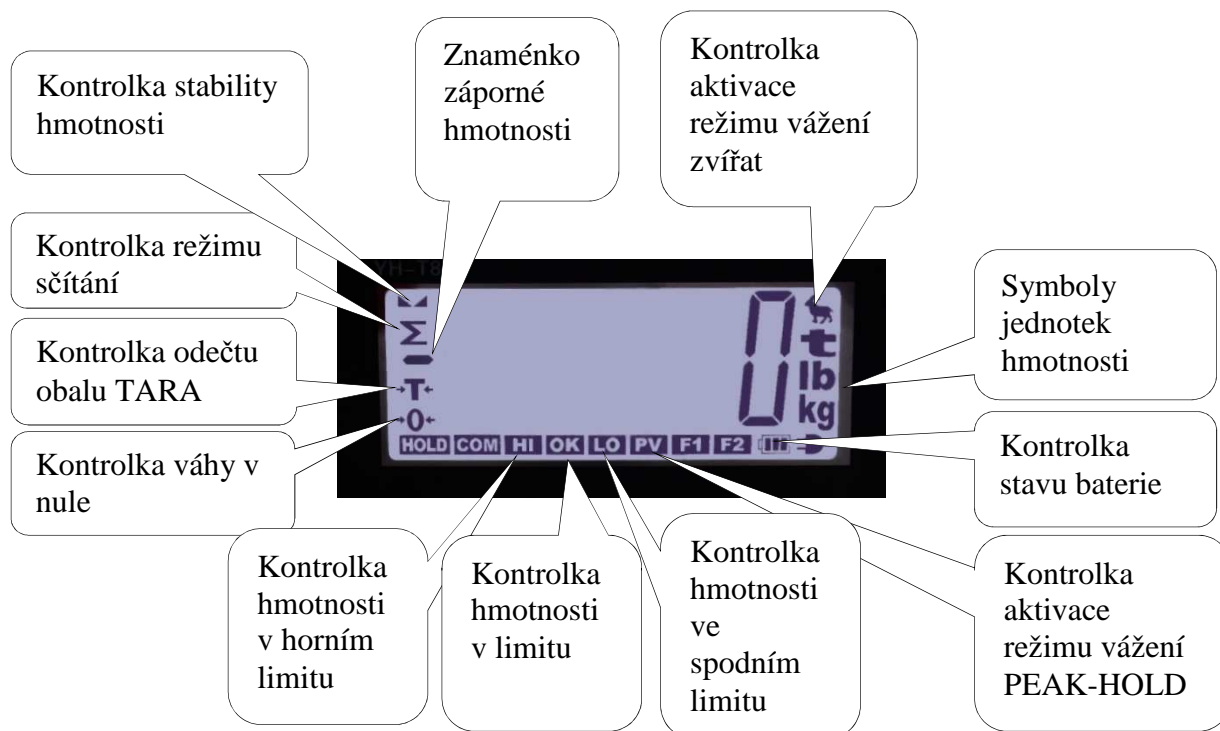 Kontrolka stability
hmotnosti
Znaménko
záporné
hmotnosti
Kontrolka
aktivace
režimu vážení
zvířat
Kontrolka režimu
sčítání
Kontrolka odečtu
obalu TARA
Kontrolka váhy v
nule
YH-T8
Σ
→T←
→0←
0
t
lb
kg
HOLD COM HI OK LO PV F1 F2
Symboly
jednotek
hmotnosti
Kontrolka
stavu baterie
Kontrolka
hmotnosti
v horním
limitu
Kontrolka
hmotnosti
v limitu
Kontrolka
hmotnosti
ve
spodním
limitu
Kontrolka
aktivace
režimu vážení
PEAK-HOLD